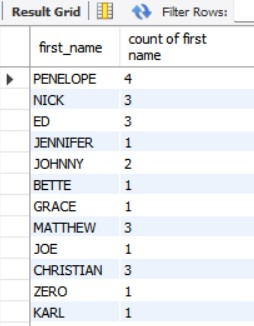 Result Grid Filter Rows:
first_name count of first
name
PENELOPE 4
NICK 3
ED 3
JENNIFER 1
JOHNNY 2
BETTE 1
GRACE 1
MATTHEW 3
JOE 1
CHRISTIAN 3
ZERO 1
KARL 1